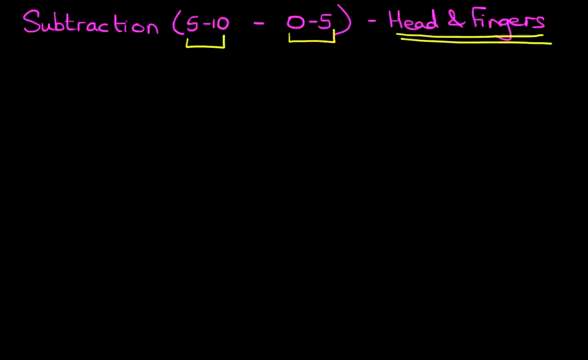 Subtraction (5-10 - 0-5) - Head & Fingers